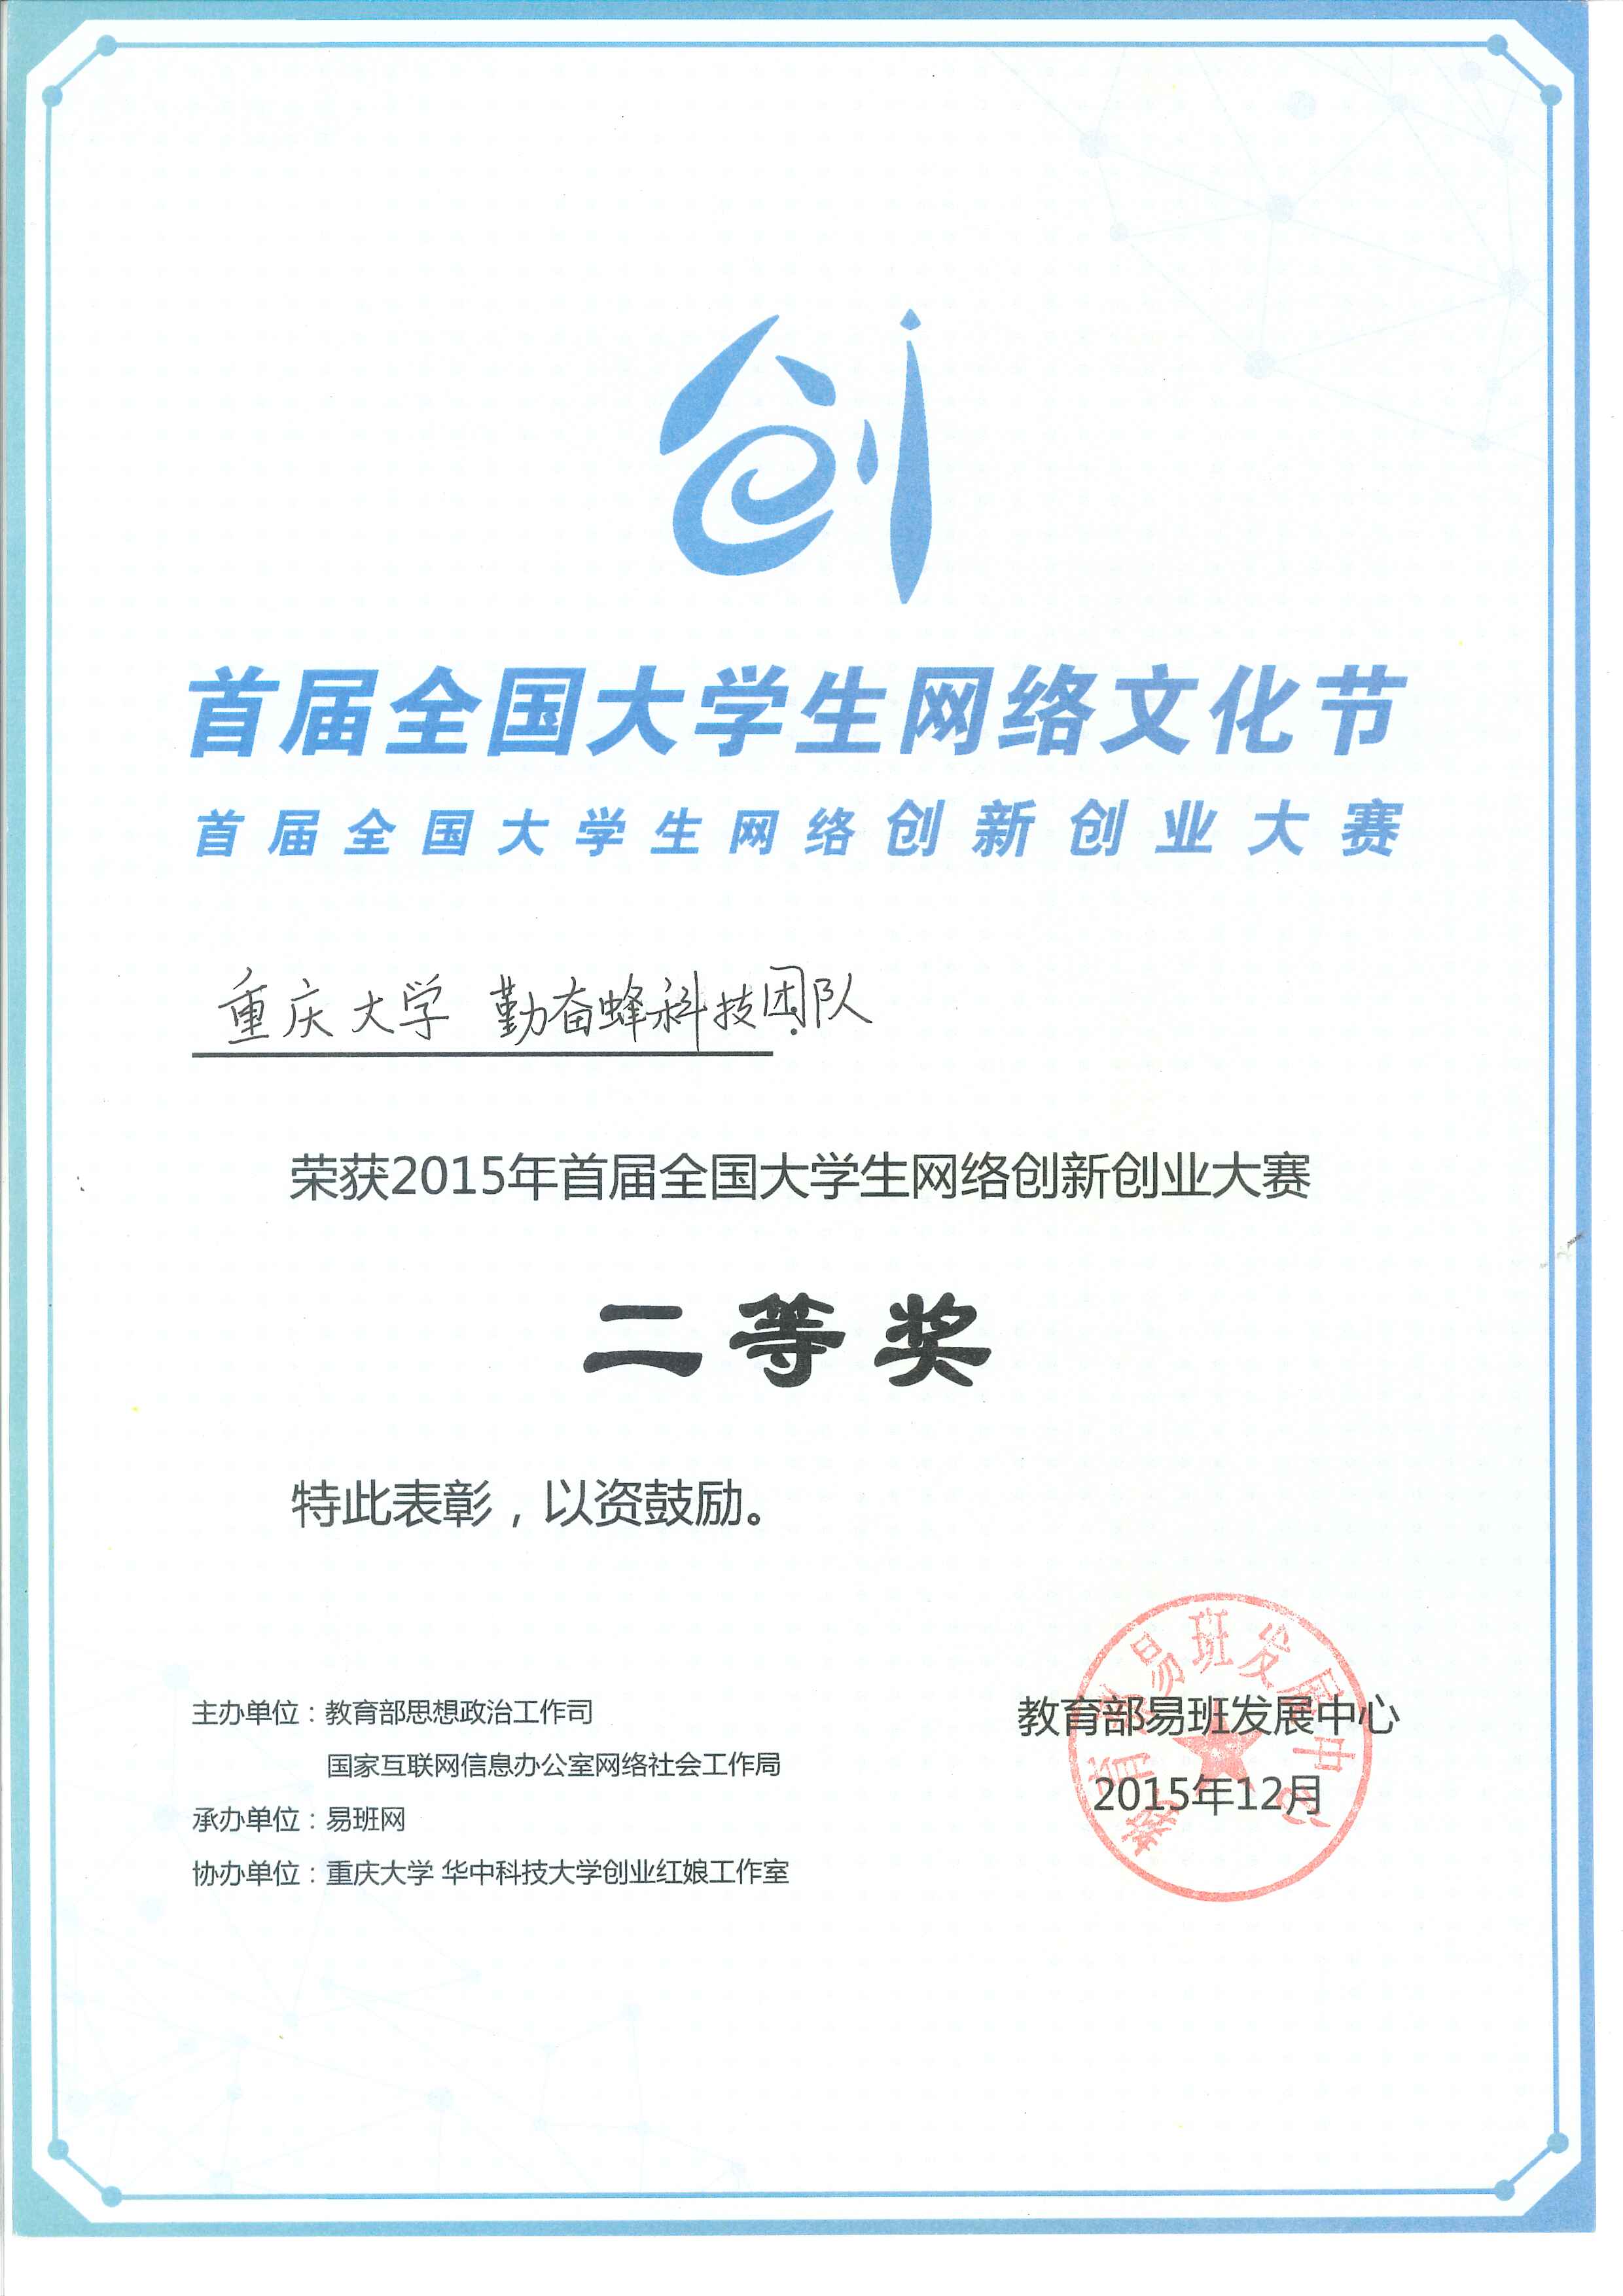 创
首届全国大学生网络文化节
首届全国大学生网络创新创业大赛
重庆大学 勤奋蜂科技团队
荣获2015年首届全国大学生网络创新创业大赛
二等奖
特此表彰，以资鼓励。
主办单位：教育部思想政治工作司
国家互联网信息办公室网络社会工作局
承办单位：易班网
协办单位：重庆大学 华中科技大学创业红娘工作室
教育部易班发展中心
教育部易班发展中心
2015年12月